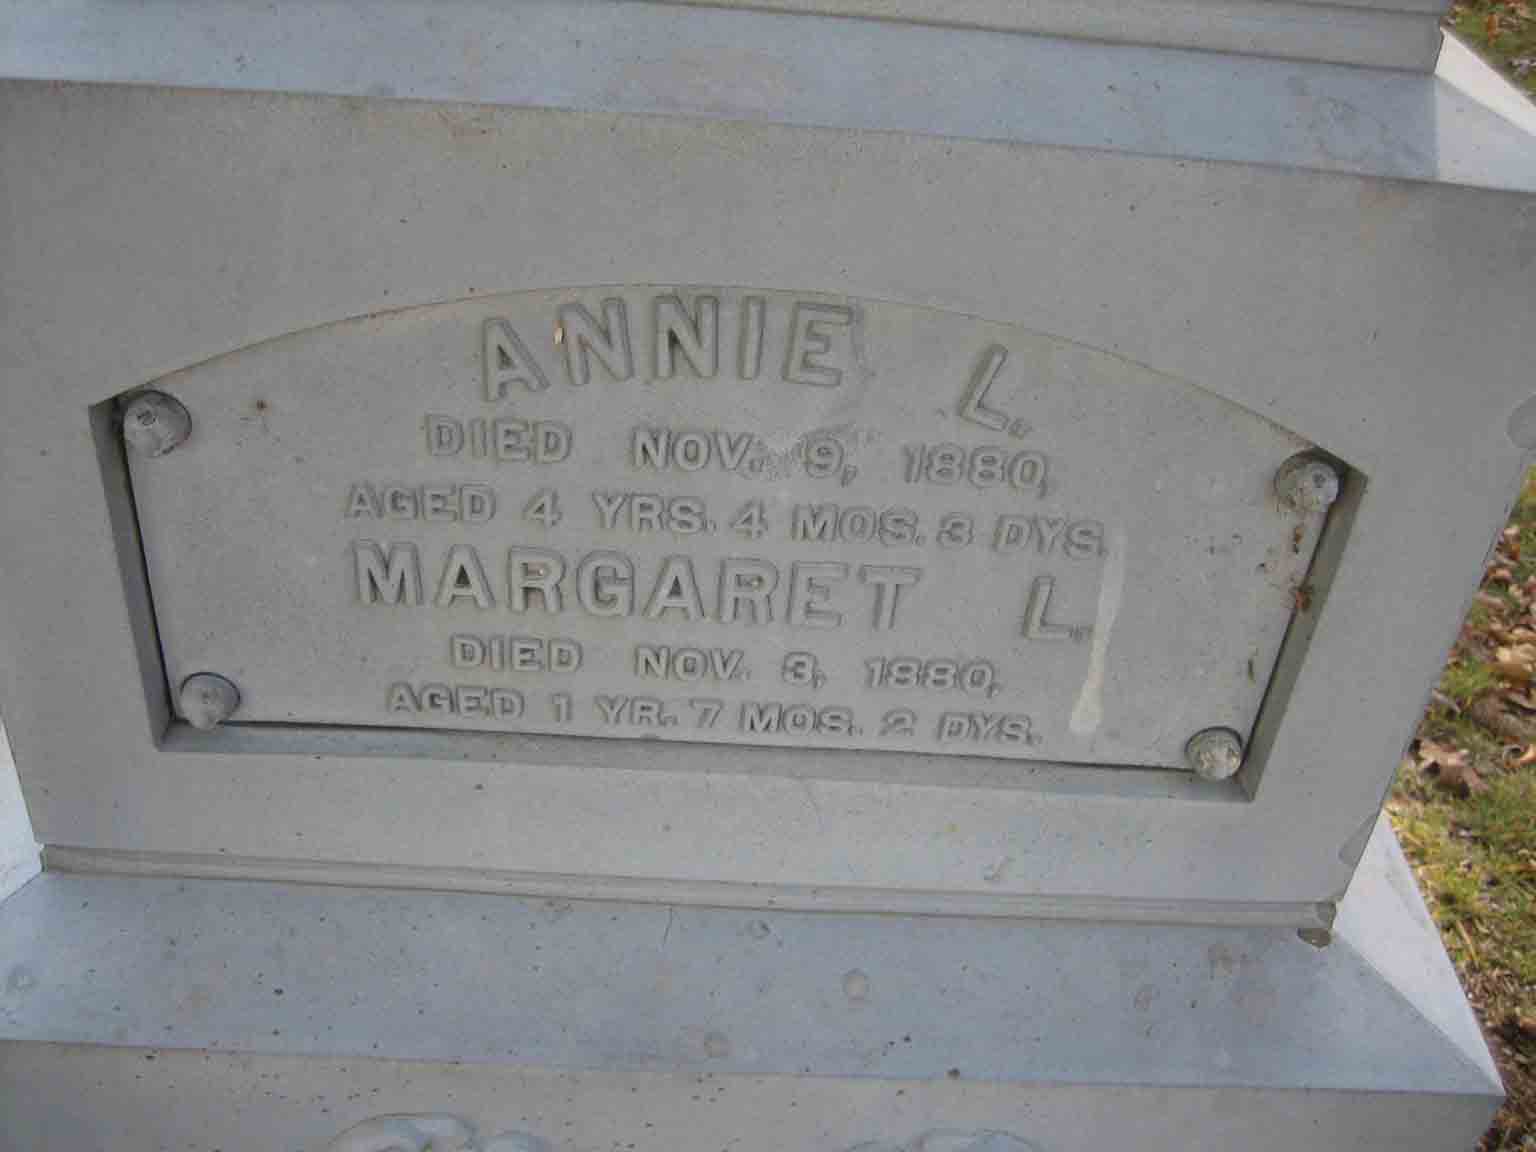 ANNIE L.
DIED NOV. 9, 1880,
AGED 4 YRS. 4 MOS. 3 DYS.
MARGARET L.
DIED NOV. 3, 1880,
AGED 1 YR. 7 MOS. 2 DYS.